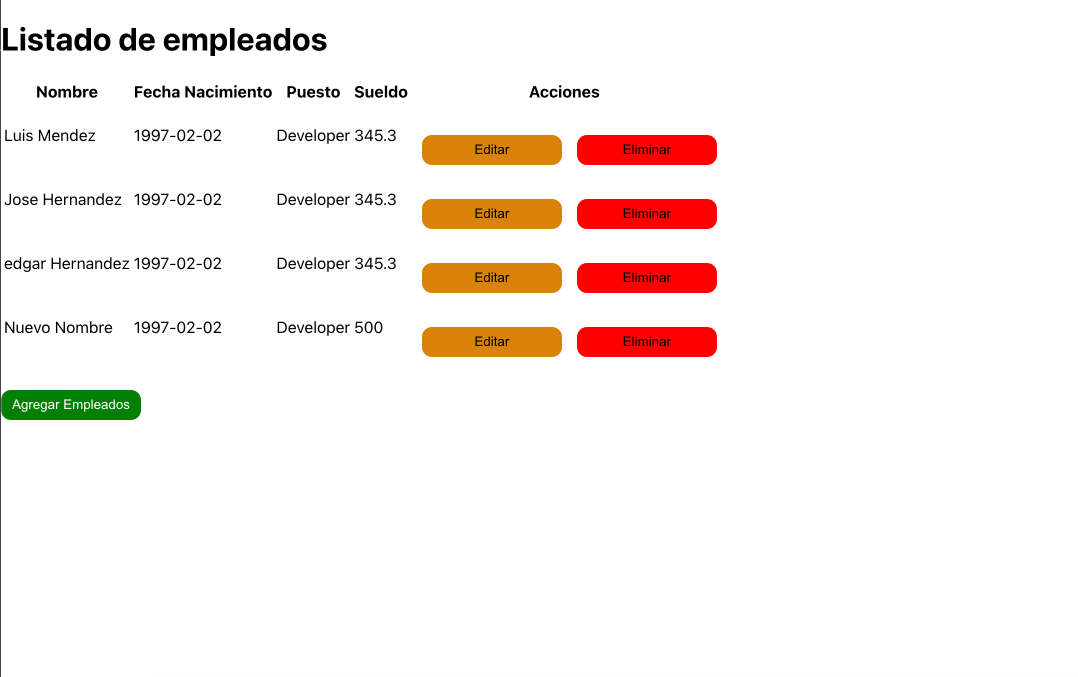 Listado de empleados
Nombre Fecha Nacimiento Puesto Sueldo Acciones
Luis Mendez 1997-02-02 Developer 345.3 Editar Eliminar
Jose Hernandez 1997-02-02 Developer 345.3 Editar Eliminar
edgar Hernandez 1997-02-02 Developer 345.3 Editar Eliminar
Nuevo Nombre 1997-02-02 Developer 500 Editar Eliminar
Agregar Empleados